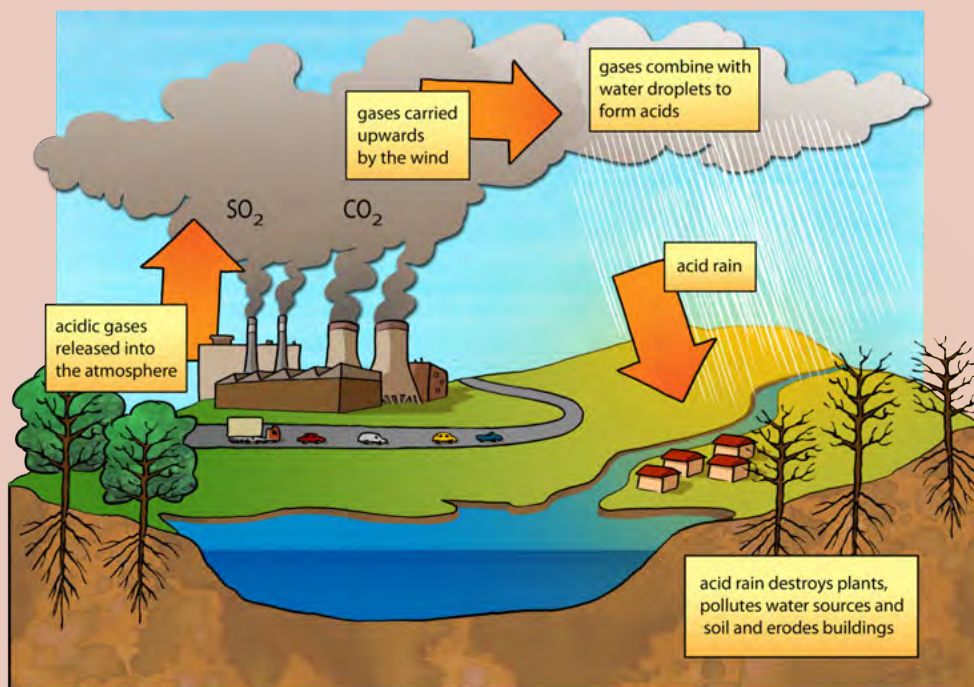 gases combine with
water droplets to
form acids
gases carried
upwards
by the wind
SO₂
CO₂
acid rain
acidic gases
released into
the atmosphere
acid rain destroys plants,
pollutes water sources and
soil and erodes buildings